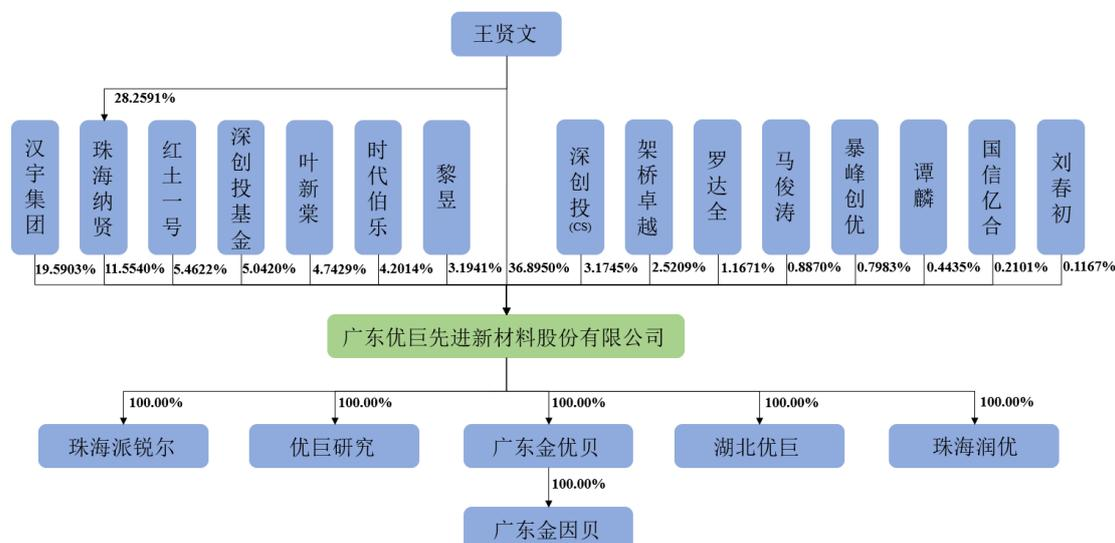 王贤文
28.2591%
汉宇集团
珠海纳贤
红土一号
深创投基金
叶新棠
时代伯乐
黎昱
深创投(CS)
架桥卓越
罗达全
马俊涛
暴峰创优
谭麟
国信亿合
刘春初
19.5903% 11.5540% 5.4622% 5.0420% 4.7429% 4.2014% 3.1941% 36.8950% 3.1745% 2.5209% 1.1671% 0.8870% 0.7983% 0.4435% 0.2101% 0.1167%
广东优巨先进新材料股份有限公司
100.00% 100.00% 100.00% 100.00% 100.00%
珠海派锐尔 优巨研究 广东金优贝 湖北优巨 珠海润优
100.00%
广东金因贝